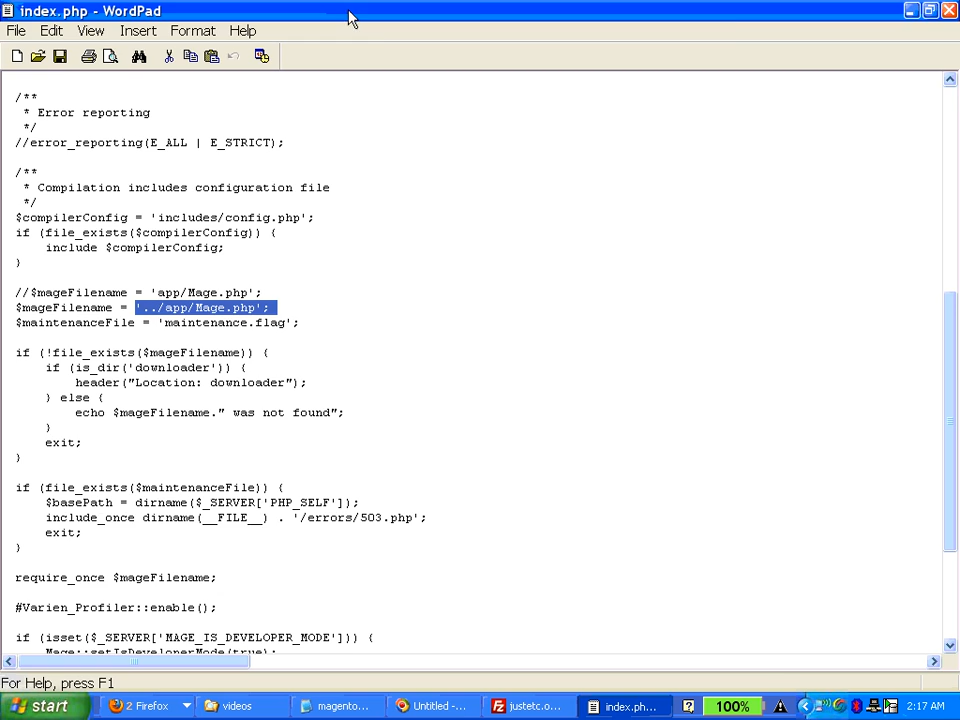 index.php - WordPad
File Edit View Insert Format Help
/**
 * Error reporting
 */
//error_reporting(E_ALL | E_STRICT);
/**
 * Compilation includes configuration file
 */
$compilerConfig = 'includes/config.php';
if (file_exists($compilerConfig)) {
    include $compilerConfig;
}
//$mageFilename = 'app/Mage.php';
$mageFilename = '../app/Mage.php';
$maintenanceFile = 'maintenance.flag';
if (!file_exists($mageFilename)) {
    if (is_dir('downloader')) {
        header("Location: downloader");
    } else {
        echo $mageFilename." was not found";
    }
    exit;
}
if (file_exists($maintenanceFile)) {
    $basePath = dirname($_SERVER['PHP_SELF']);
    include_once dirname(__FILE__) . '/errors/503.php';
    exit;
}
require_once $mageFilename;
#Varien_Profiler::enable();
if (isset($_SERVER['MAGE_IS_DEVELOPER_MODE'])) {
    Mage::setIsDeveloperMode(true);
For Help, press F1
start 2 Firefox videos magento... Untitled -... justetc.o... index.ph... 100% 2:17 AM